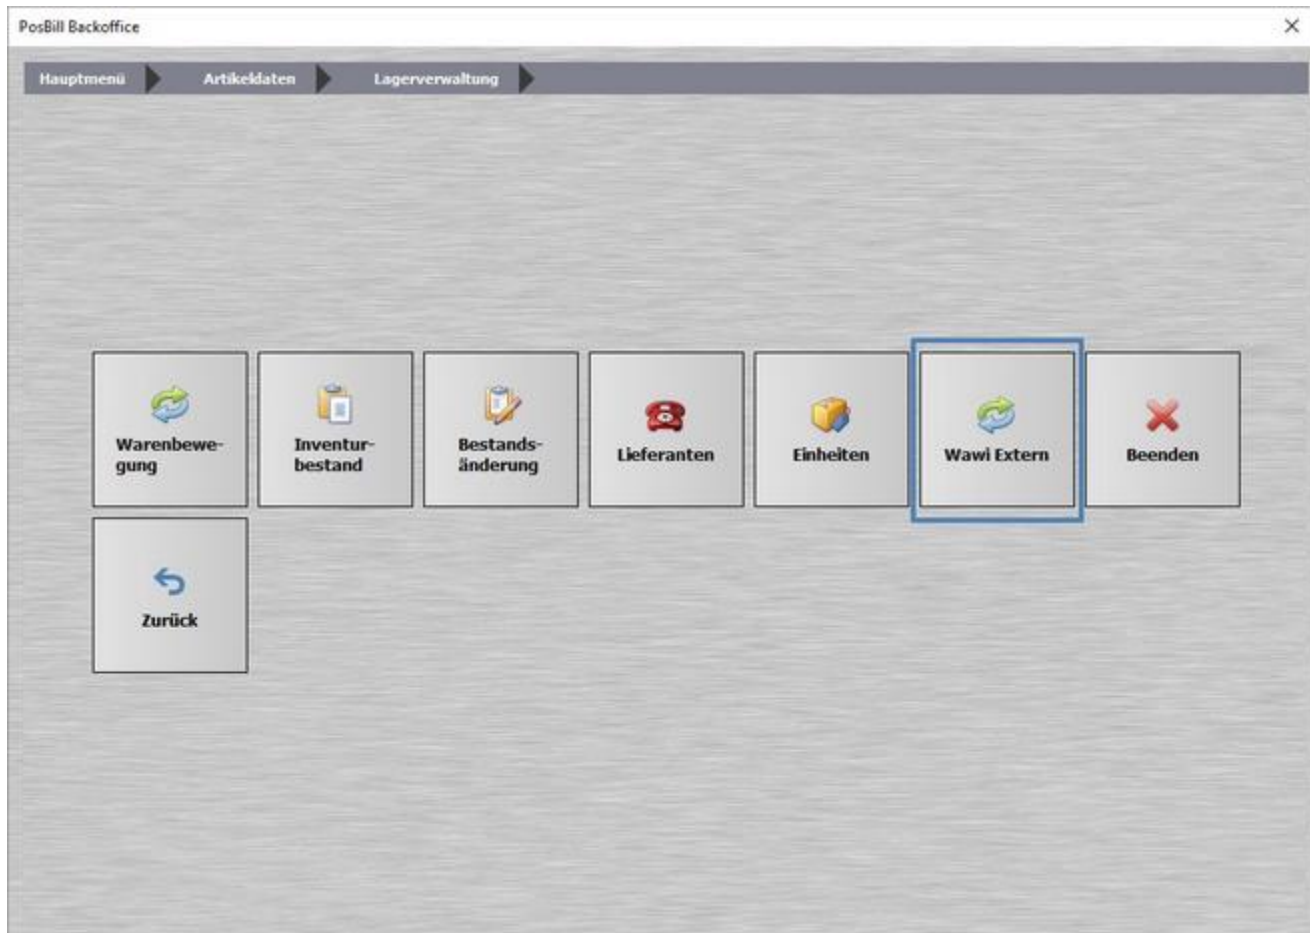 PosBill Backoffice
Hauptmenü
Artikeldaten
Lagerverwaltung
Warenbewe-
gung
Inventur-
bestand
Bestands-
änderung
Lieferanten
Einheiten
Wawi Extern
Beenden
Zurück